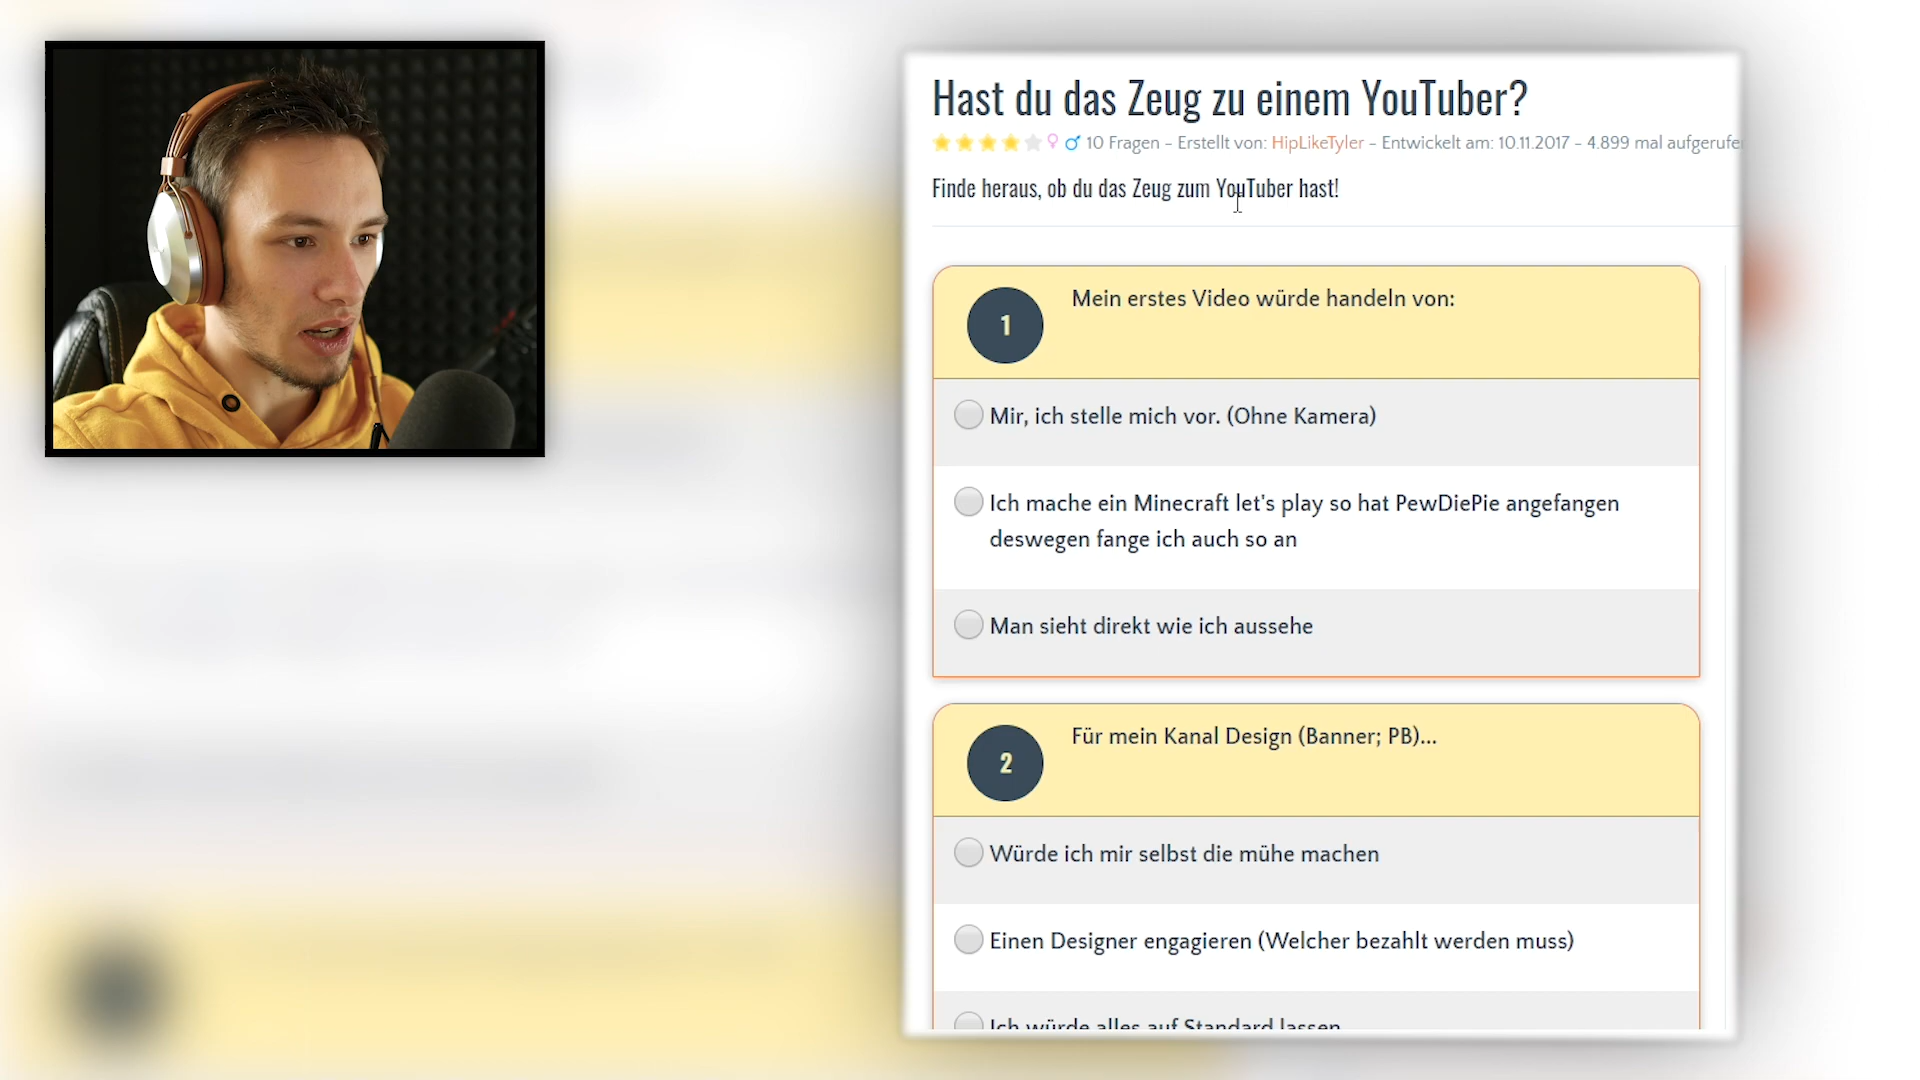 Hast du das Zeug zu einem YouTuber?
10 Fragen - Erstellt von: HipLikeTyler - Entwickelt am: 10.11.2017 - 4.899 mal aufgerufe
Finde heraus, ob du das Zeug zum YouTuber hast!
1
Mein erstes Video würde handeln von:
Mir, ich stelle mich vor. (Ohne Kamera)
Ich mache ein Minecraft let's play so hat PewDiePie angefangen
deswegen fange ich auch so an
Man sieht direkt wie ich aussehe
2
Für mein Kanal Design (Banner; PB)...
Würde ich mir selbst die mühe machen
Einen Designer engagieren (Welcher bezahlt werden muss)
Ich würde alles auf Standard lassen